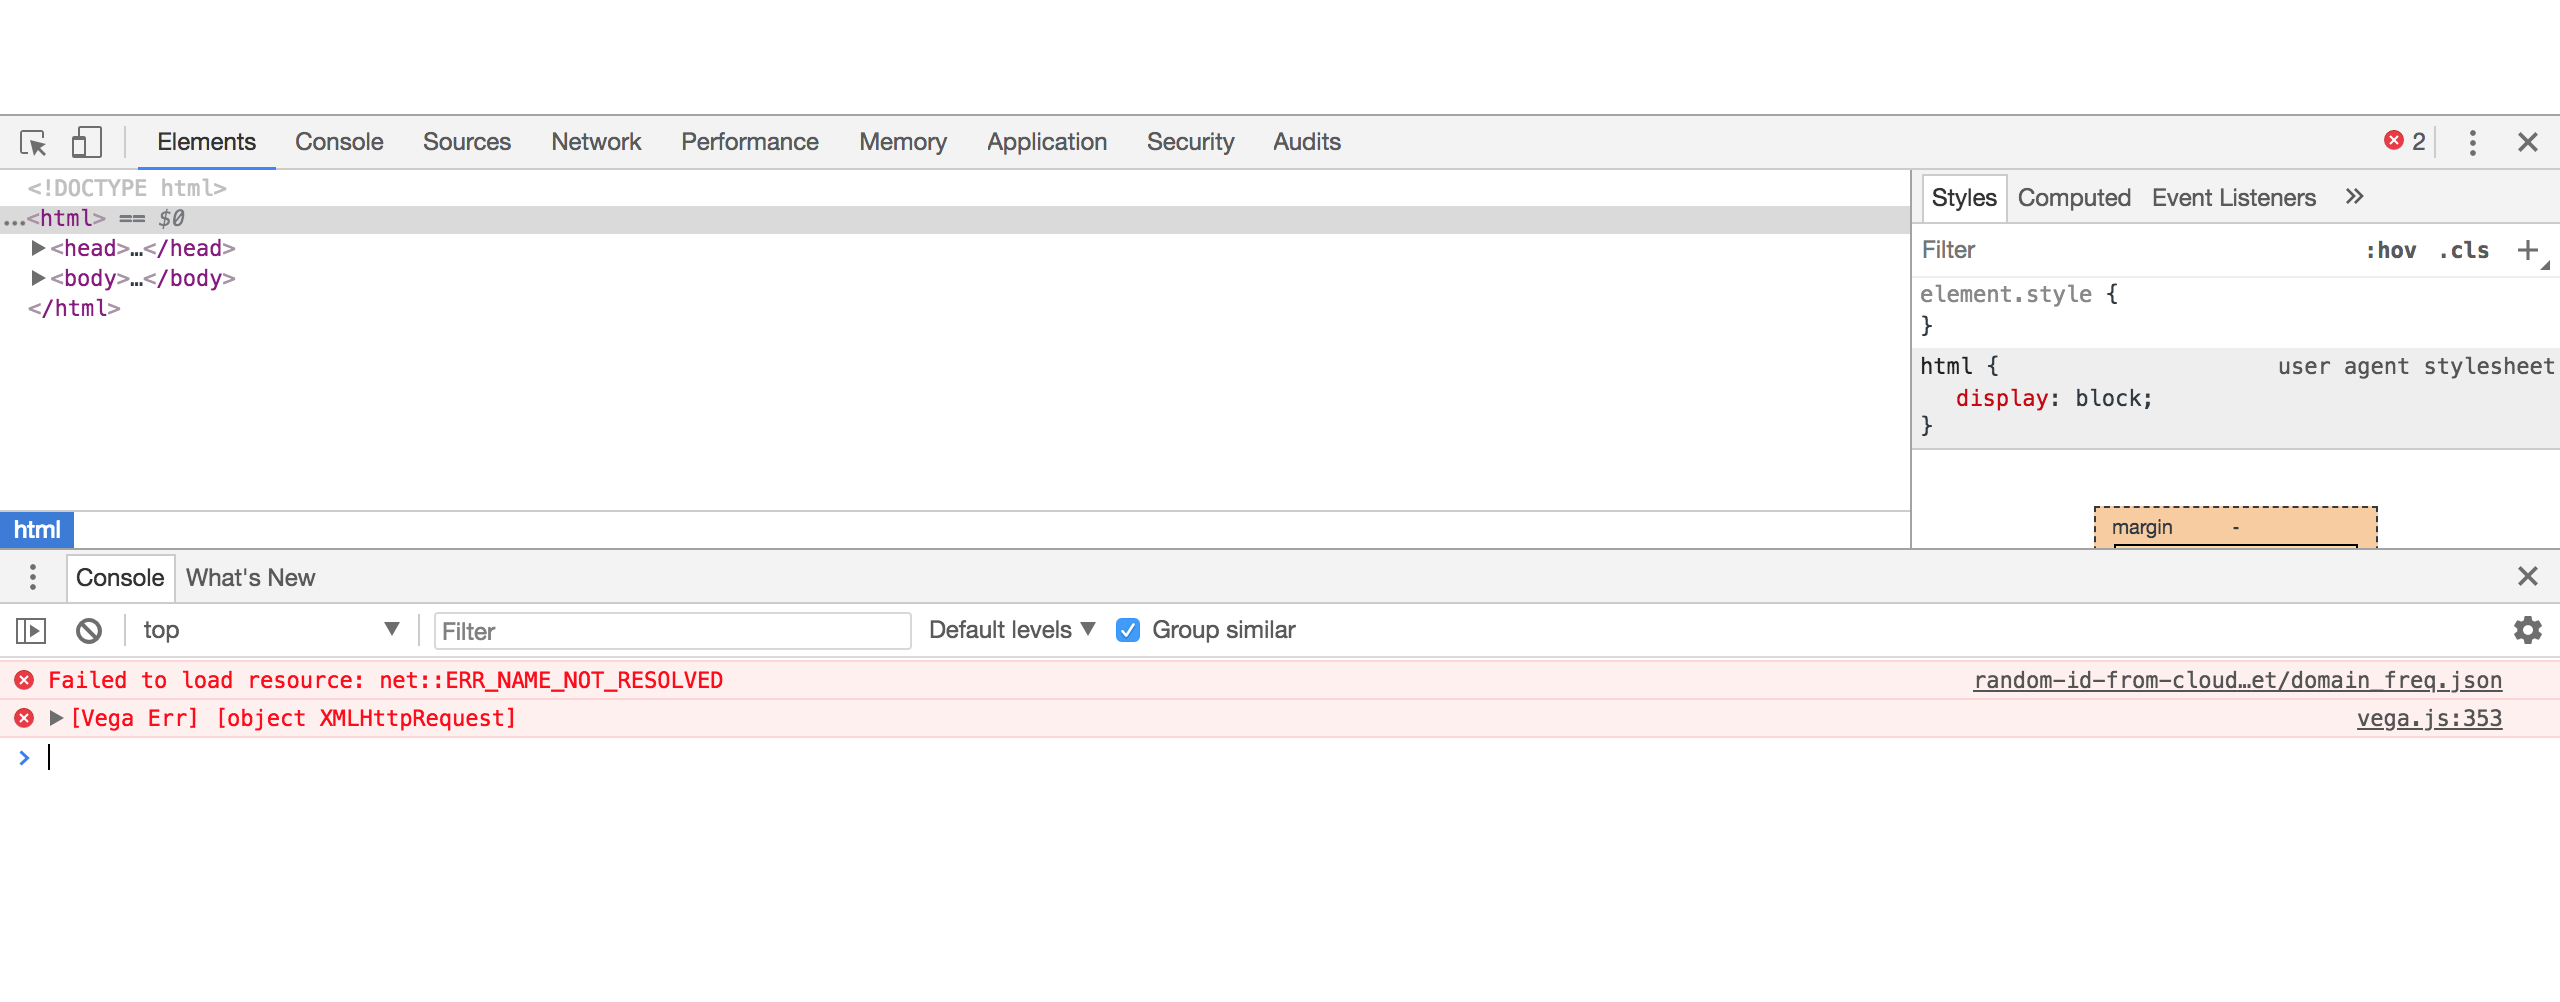 Elements Console Sources Network Performance Memory Application Security Audits 2
<!DOCTYPE html>
…<html> == $0
<head>…</head>
<body>…</body>
</html>
html
Styles Computed Event Listeners »
Filter :hov .cls +
element.style {
}
html { user agent stylesheet
display: block;
}
margin -
Console What's New
top Filter Default levels Group similar
Failed to load resource: net::ERR_NAME_NOT_RESOLVED random-id-from-cloud…et/domain_freq.json
[Vega Err] [object XMLHttpRequest] vega.js:353
>